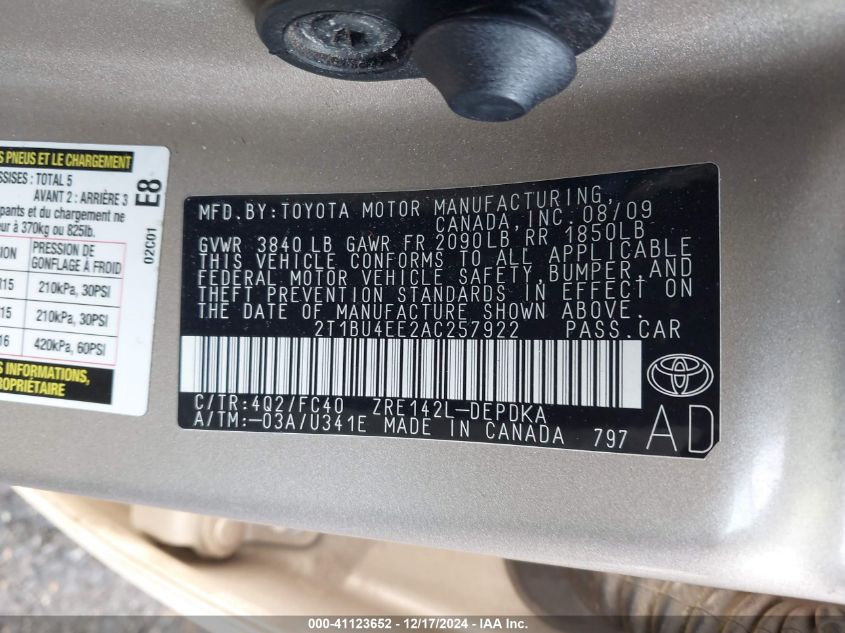 S PNEUS ET LE CHARGEMENT
SSISES : TOTAL 5
AVANT 2 : ARRIÈRE 3
pants et du chargement ne
r à 370kg ou 825lb.
E8
02C01
ION
PRESSION DE
GONFLAGE À FROID
R15
210kPa, 30PSI
15
210kPa, 30PSI
16
420kPa, 60PSI
S INFORMATIONS,
OPRIÉTAIRE
MFD. BY: TOYOTA MOTOR MANUFACTURING,
CANADA, INC. 08/09
GVWR 3840 LB GAWR FR 2090LB RR 1850LB
THIS VEHICLE CONFORMS TO ALL APPLICABLE
FEDERAL MOTOR VEHICLE SAFETY, BUMPER, AND
THEFT PREVENTION STANDARDS IN EFFECT ON
THE DATE OF MANUFACTURE SHOWN ABOVE.
2T1BU4EE2AC257922 PASS. CAR
C/TR: 4Q2/FC40 ZRE142L-DEPDKA
A/TM: -03A/U341E MADE IN CANADA 797
AD
000-41123652 - 12/17/2024 - IAA Inc.